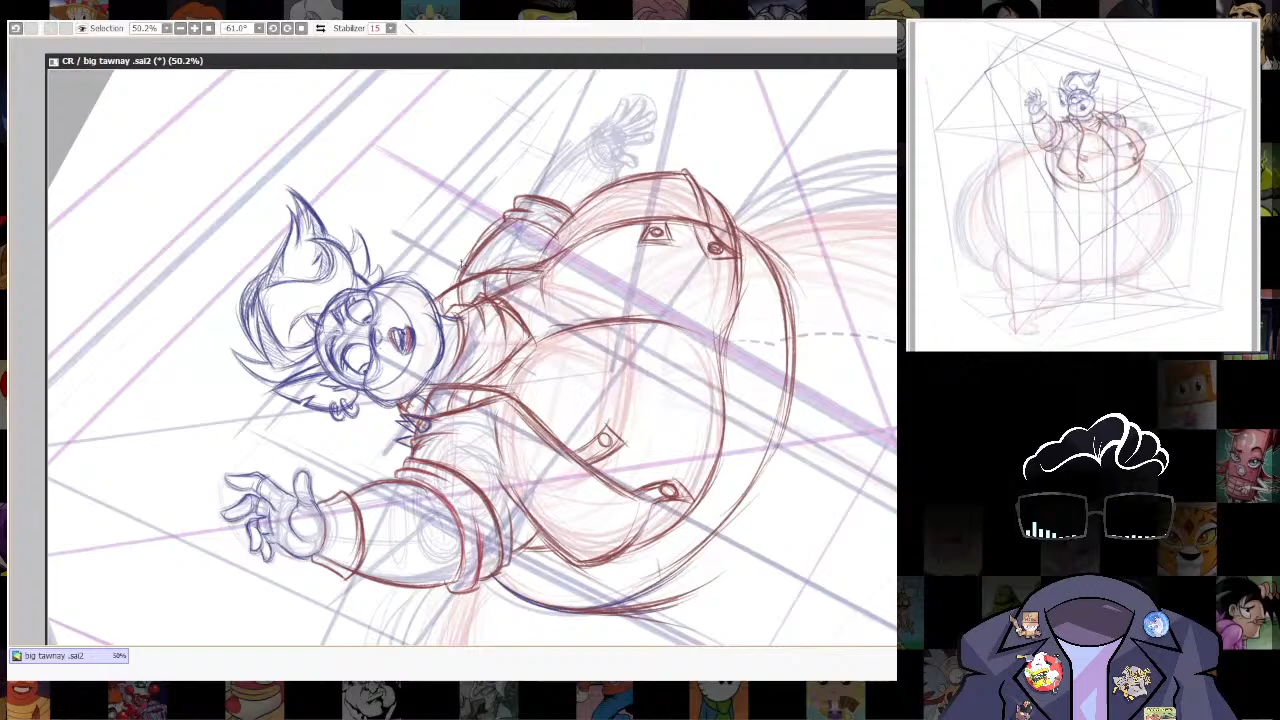 Selection 50.2% -61.0° Stabilizer 15
CR / big tawnay .sai2 (*) (50.2%)
big tawnay .sai2 50%